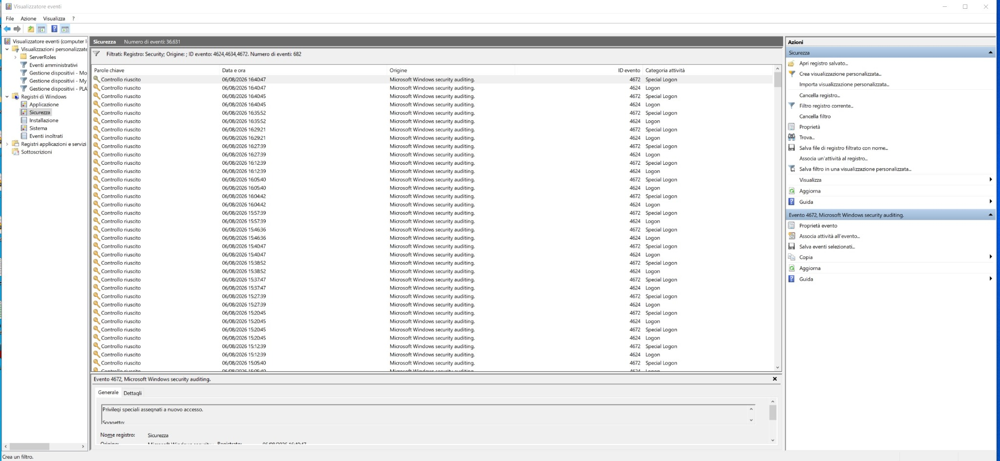 Visualizzatore eventi
File Azione Visualizza ?
Visualizzatore eventi (computer l
Visualizzazioni personalizzate
ServerRoles
Eventi amministrativi
Gestione dispositivi - Mo
Gestione dispositivi - My
Gestione dispositivi - PLA
Registri di Windows
Applicazione
Sicurezza
Installazione
Sistema
Eventi inoltrati
Registri applicazioni e servizi
Sottoscrizioni
Sicurezza Numero di eventi: 36.631
Filtrati: Registro: Security; Origine: ; ID evento: 4624,4634,4672. Numero di eventi: 682
Parole chiave Data e ora Origine ID evento Categoria attività
Controllo riuscito 06/08/2026 16:40:47 Microsoft Windows security auditing. 4672 Special Logon
Controllo riuscito 06/08/2026 16:40:47 Microsoft Windows security auditing. 4624 Logon
Controllo riuscito 06/08/2026 16:40:45 Microsoft Windows security auditing. 4672 Special Logon
Controllo riuscito 06/08/2026 16:40:45 Microsoft Windows security auditing. 4624 Logon
Controllo riuscito 06/08/2026 16:35:52 Microsoft Windows security auditing. 4672 Special Logon
Controllo riuscito 06/08/2026 16:35:52 Microsoft Windows security auditing. 4624 Logon
Controllo riuscito 06/08/2026 16:29:21 Microsoft Windows security auditing. 4672 Special Logon
Controllo riuscito 06/08/2026 16:29:21 Microsoft Windows security auditing. 4624 Logon
Controllo riuscito 06/08/2026 16:27:39 Microsoft Windows security auditing. 4672 Special Logon
Controllo riuscito 06/08/2026 16:27:39 Microsoft Windows security auditing. 4624 Logon
Controllo riuscito 06/08/2026 16:12:39 Microsoft Windows security auditing. 4672 Special Logon
Controllo riuscito 06/08/2026 16:12:39 Microsoft Windows security auditing. 4624 Logon
Controllo riuscito 06/08/2026 16:05:40 Microsoft Windows security auditing. 4672 Special Logon
Controllo riuscito 06/08/2026 16:05:40 Microsoft Windows security auditing. 4624 Logon
Controllo riuscito 06/08/2026 16:04:42 Microsoft Windows security auditing. 4672 Special Logon
Controllo riuscito 06/08/2026 16:04:42 Microsoft Windows security auditing. 4624 Logon
Controllo riuscito 06/08/2026 15:57:39 Microsoft Windows security auditing. 4672 Special Logon
Controllo riuscito 06/08/2026 15:57:39 Microsoft Windows security auditing. 4624 Logon
Controllo riuscito 06/08/2026 15:46:36 Microsoft Windows security auditing. 4672 Special Logon
Controllo riuscito 06/08/2026 15:46:36 Microsoft Windows security auditing. 4624 Logon
Controllo riuscito 06/08/2026 15:40:47 Microsoft Windows security auditing. 4672 Special Logon
Controllo riuscito 06/08/2026 15:40:47 Microsoft Windows security auditing. 4624 Logon
Controllo riuscito 06/08/2026 15:38:52 Microsoft Windows security auditing. 4672 Special Logon
Controllo riuscito 06/08/2026 15:38:52 Microsoft Windows security auditing. 4624 Logon
Controllo riuscito 06/08/2026 15:37:47 Microsoft Windows security auditing. 4672 Special Logon
Controllo riuscito 06/08/2026 15:37:47 Microsoft Windows security auditing. 4624 Logon
Controllo riuscito 06/08/2026 15:27:39 Microsoft Windows security auditing. 4672 Special Logon
Controllo riuscito 06/08/2026 15:27:39 Microsoft Windows security auditing. 4624 Logon
Controllo riuscito 06/08/2026 15:20:45 Microsoft Windows security auditing. 4672 Special Logon
Controllo riuscito 06/08/2026 15:20:45 Microsoft Windows security auditing. 4624 Logon
Controllo riuscito 06/08/2026 15:20:45 Microsoft Windows security auditing. 4672 Special Logon
Controllo riuscito 06/08/2026 15:20:45 Microsoft Windows security auditing. 4624 Logon
Controllo riuscito 06/08/2026 15:12:39 Microsoft Windows security auditing. 4672 Special Logon
Controllo riuscito 06/08/2026 15:12:39 Microsoft Windows security auditing. 4624 Logon
Controllo riuscito 06/08/2026 15:05:40 Microsoft Windows security auditing. 4672 Special Logon
Controllo riuscito 06/08/2026 15:05:40 Microsoft Windows security auditing. 4624 Logon
Evento 4672, Microsoft Windows security auditing.
Generale Dettagli
Privilegi speciali assegnati a nuovo accesso.
Soggetto:
Nome registro: Sicurezza
Origine: Microsoft Windows security Registrato: 06/08/2026 16:40:47
Azioni
Sicurezza
Apri registro salvato...
Crea visualizzazione personalizzata...
Importa visualizzazione personalizzata...
Cancella registro...
Filtro registro corrente...
Cancella filtro
Proprietà
Trova...
Salva file di registro filtrato con nome...
Associa un'attività al registro...
Salva filtro in una visualizzazione personalizzata...
Visualizza
Aggiorna
Guida
Evento 4672, Microsoft Windows security auditing.
Proprietà evento
Associa attività all'evento...
Salva eventi selezionati...
Copia
Aggiorna
Guida
Crea un filtro.